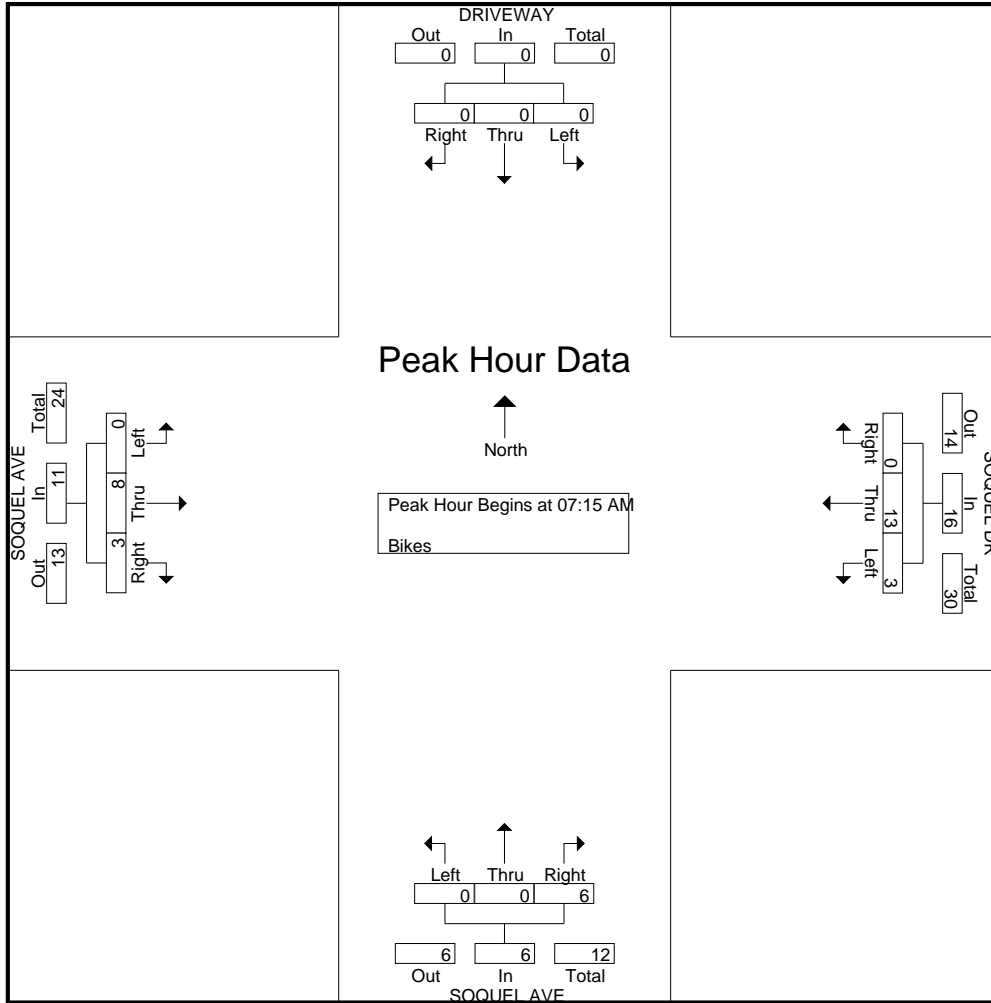 DRIVEWAY
Out In Total
0 0 0
0 0 0
Right Thru Left
Peak Hour Data
North
Peak Hour Begins at 07:15 AM
Bikes
SOQUEL AVE
Total In Out
24 11 13
0 8 3
Left Thru Right
SOQUEL DR
Out In Total
14 16 30
0 13 3
Right Thru Left
Left Thru Right
0 0 6
6 6 12
Out In Total
SOQUEL AVE